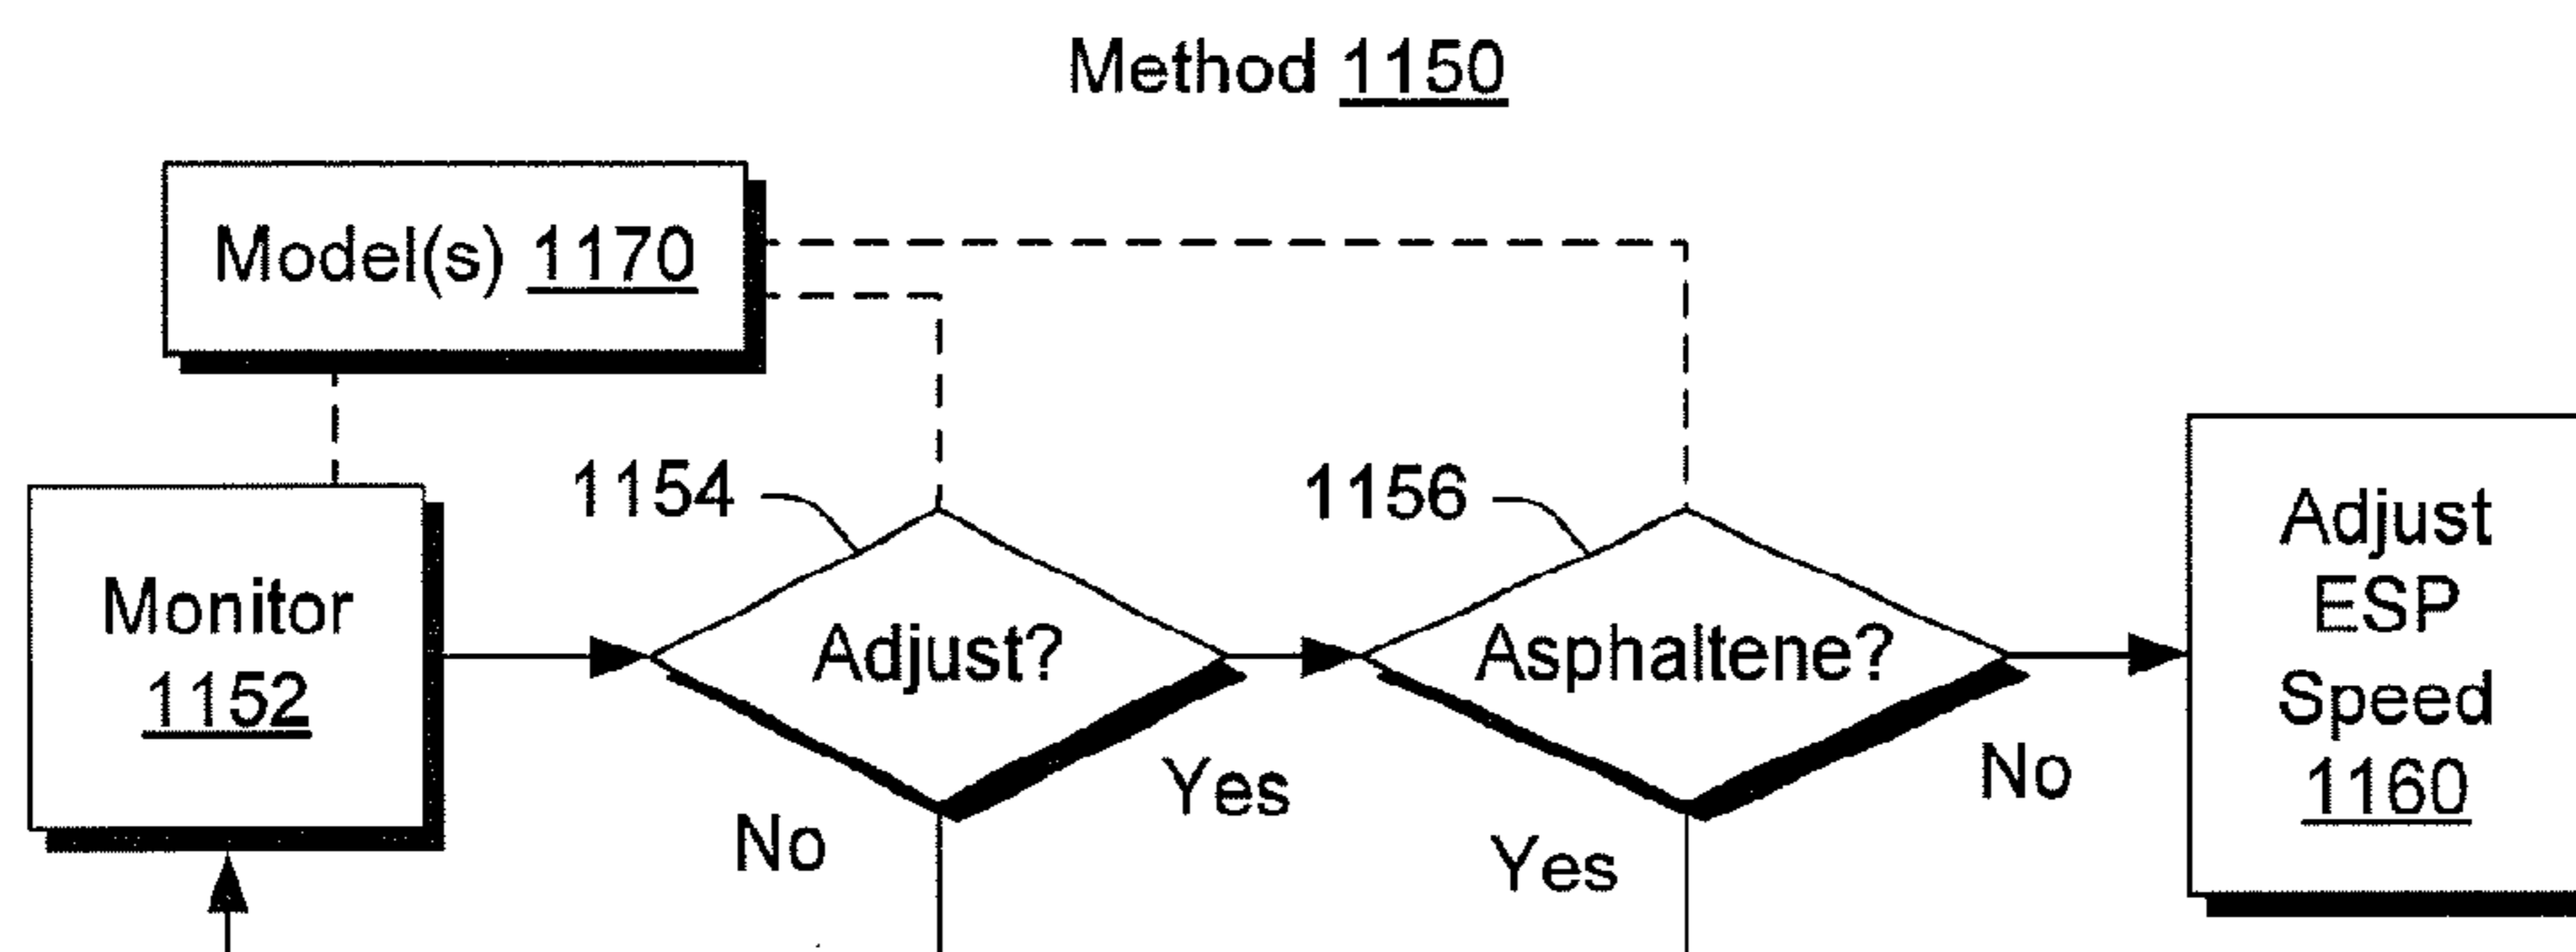 Method 1150
Model(s) 1170
1154
1156
Monitor
1152
Adjust?
Asphaltene?
Adjust
ESP
Speed
1160
No
Yes
Yes
No